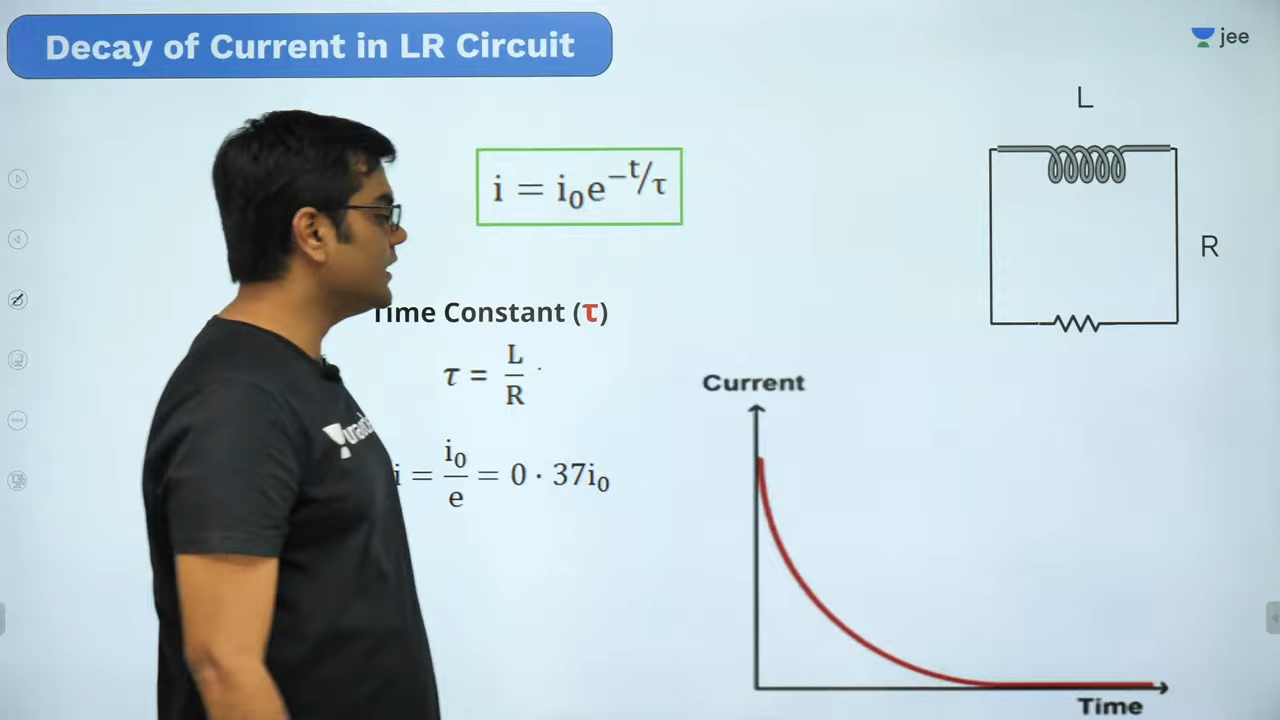 Decay of Current in LR Circuit
jee
L
i = i₀e^(−t/τ)
R
Time Constant (τ)
τ = L/R
i = i₀/e = 0 · 37i₀
Current
Time